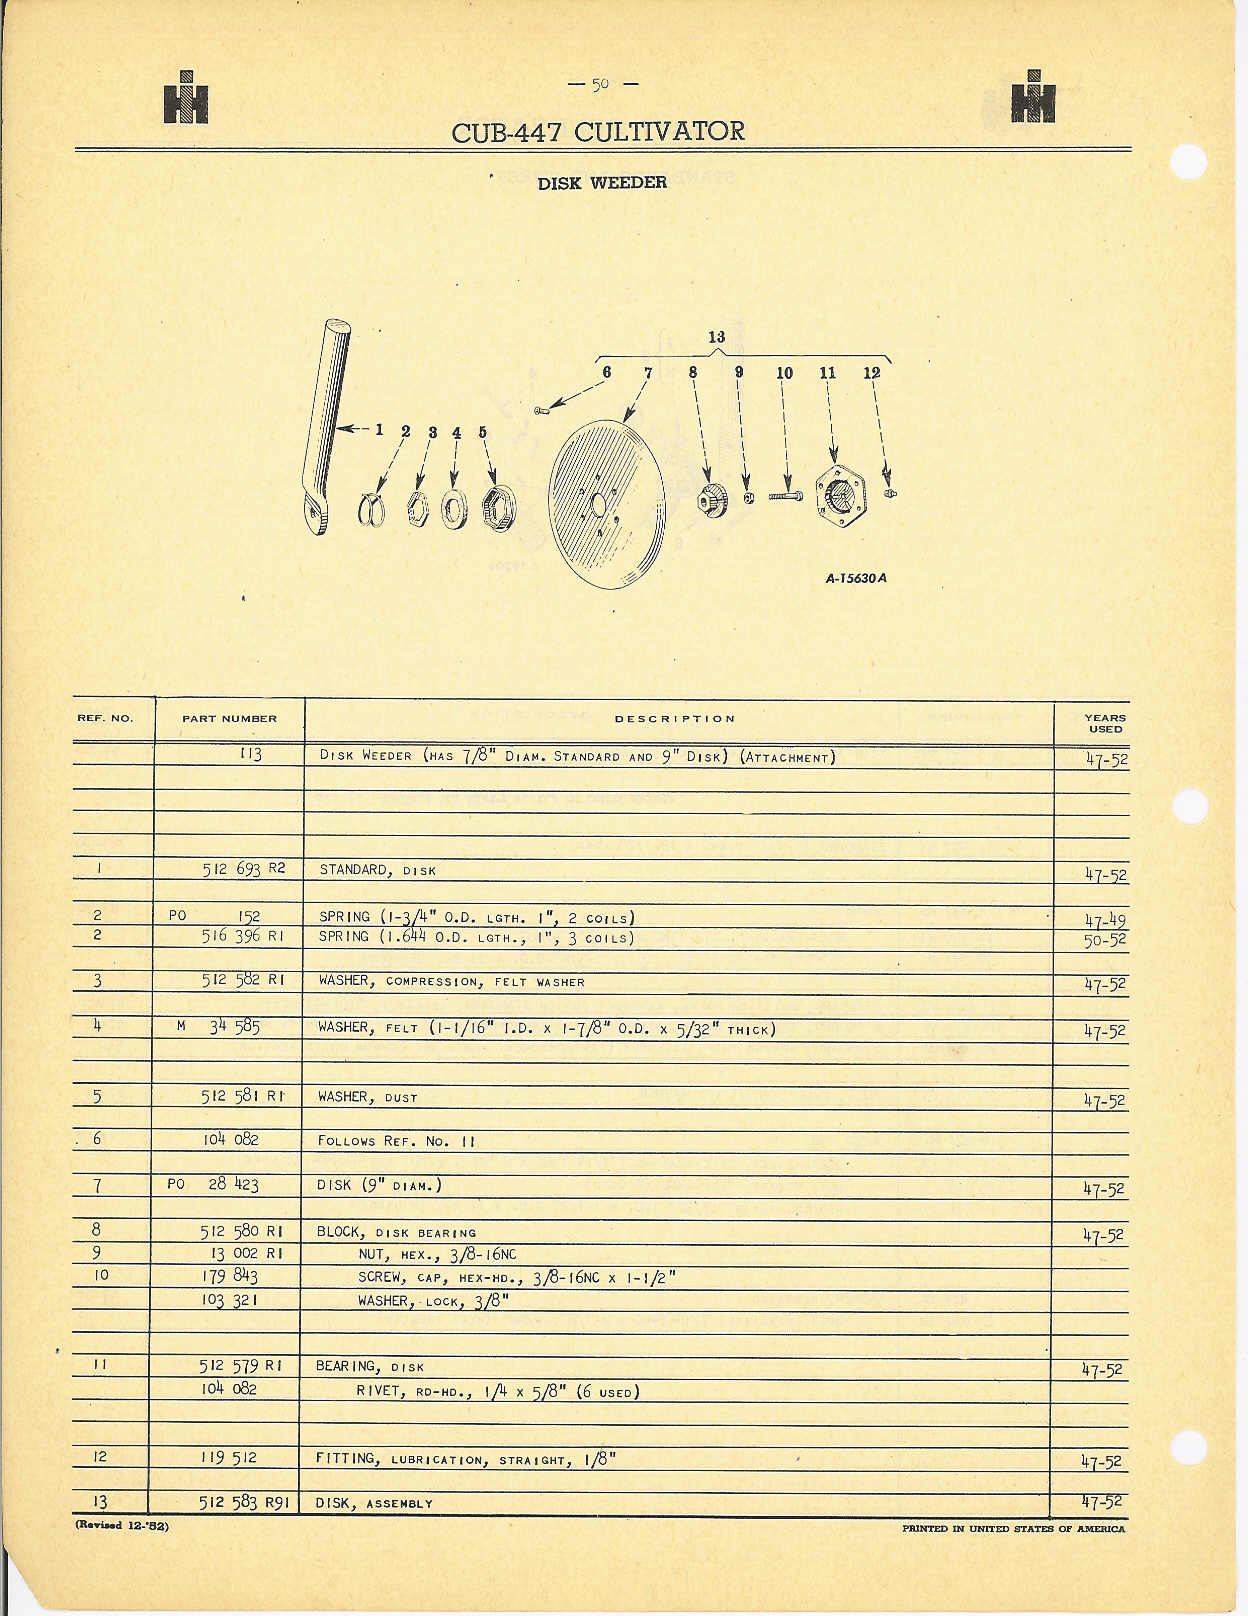 — 50 —
IH IH
CUB-447 CULTIVATOR
DISK WEEDER
13
6 7 8 9 10 11 12
1 2 3 4 5
A-15630A
REF. NO. PART NUMBER DESCRIPTION YEARS USED
113 DISK WEEDER (HAS 7/8" DIAM. STANDARD AND 9" DISK) (ATTACHMENT) 47-52
1 512 693 R2 STANDARD, DISK 47-52
2 PO 152 SPRING (1-3/4" O.D. LGTH. 1", 2 COILS) 47-49
2 516 396 R1 SPRING (1.644 O.D. LGTH., 1", 3 COILS) 50-52
3 512 582 R1 WASHER, COMPRESSION, FELT WASHER 47-52
4 M 34 585 WASHER, FELT (1-1/16" I.D. X 1-7/8" O.D. X 5/32" THICK) 47-52
5 512 581 R1 WASHER, DUST 47-52
6 104 082 FOLLOWS REF. NO. 11
7 PO 28 423 DISK (9" DIAM.) 47-52
8 512 580 R1 BLOCK, DISK BEARING 47-52
9 13 002 R1 NUT, HEX., 3/8-16NC
10 179 843 SCREW, CAP, HEX-HD., 3/8-16NC X 1-1/2"
103 321 WASHER, LOCK, 3/8"
11 512 579 R1 BEARING, DISK 47-52
104 082 RIVET, RD-HD., 1/4 X 5/8" (6 USED)
12 119 512 FITTING, LUBRICATION, STRAIGHT, 1/8" 47-52
13 512 583 R91 DISK, ASSEMBLY 47-52
(Revised 12-'52) PRINTED IN UNITED STATES OF AMERICA